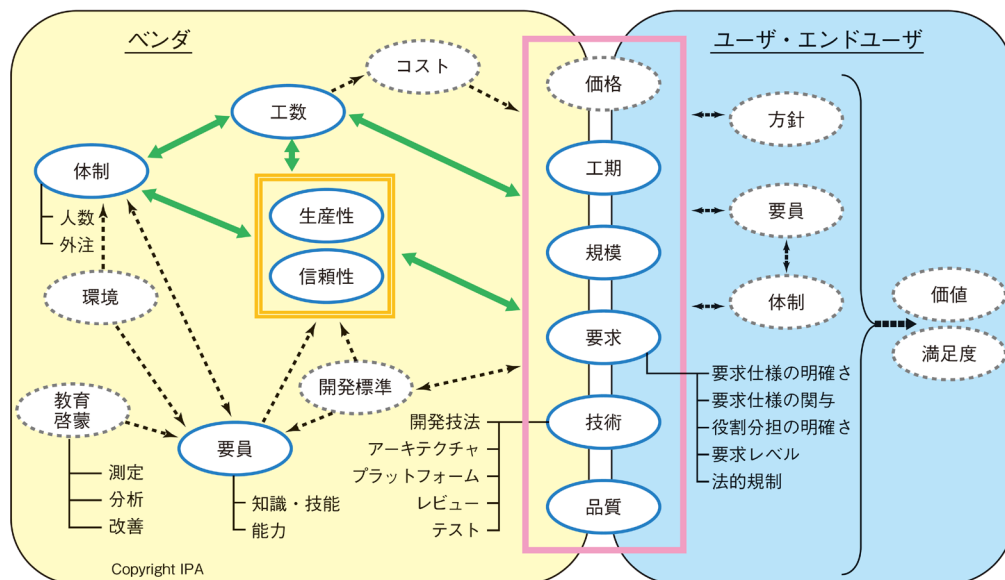 ベンダ
ユーザ・エンドユーザ
コスト
価格
工数
方針
体制
工期
人数
外注
生産性
要員
信頼性
規模
環境
体制
価値
要求
満足度
開発標準
要求仕様の明確さ
要求仕様の関与
役割分担の明確さ
要求レベル
法的規制
教育
啓蒙
測定
分析
改善
要員
知識・技能
能力
技術
開発技法
アーキテクチャ
プラットフォーム
レビュー
テスト
品質
Copyright IPA